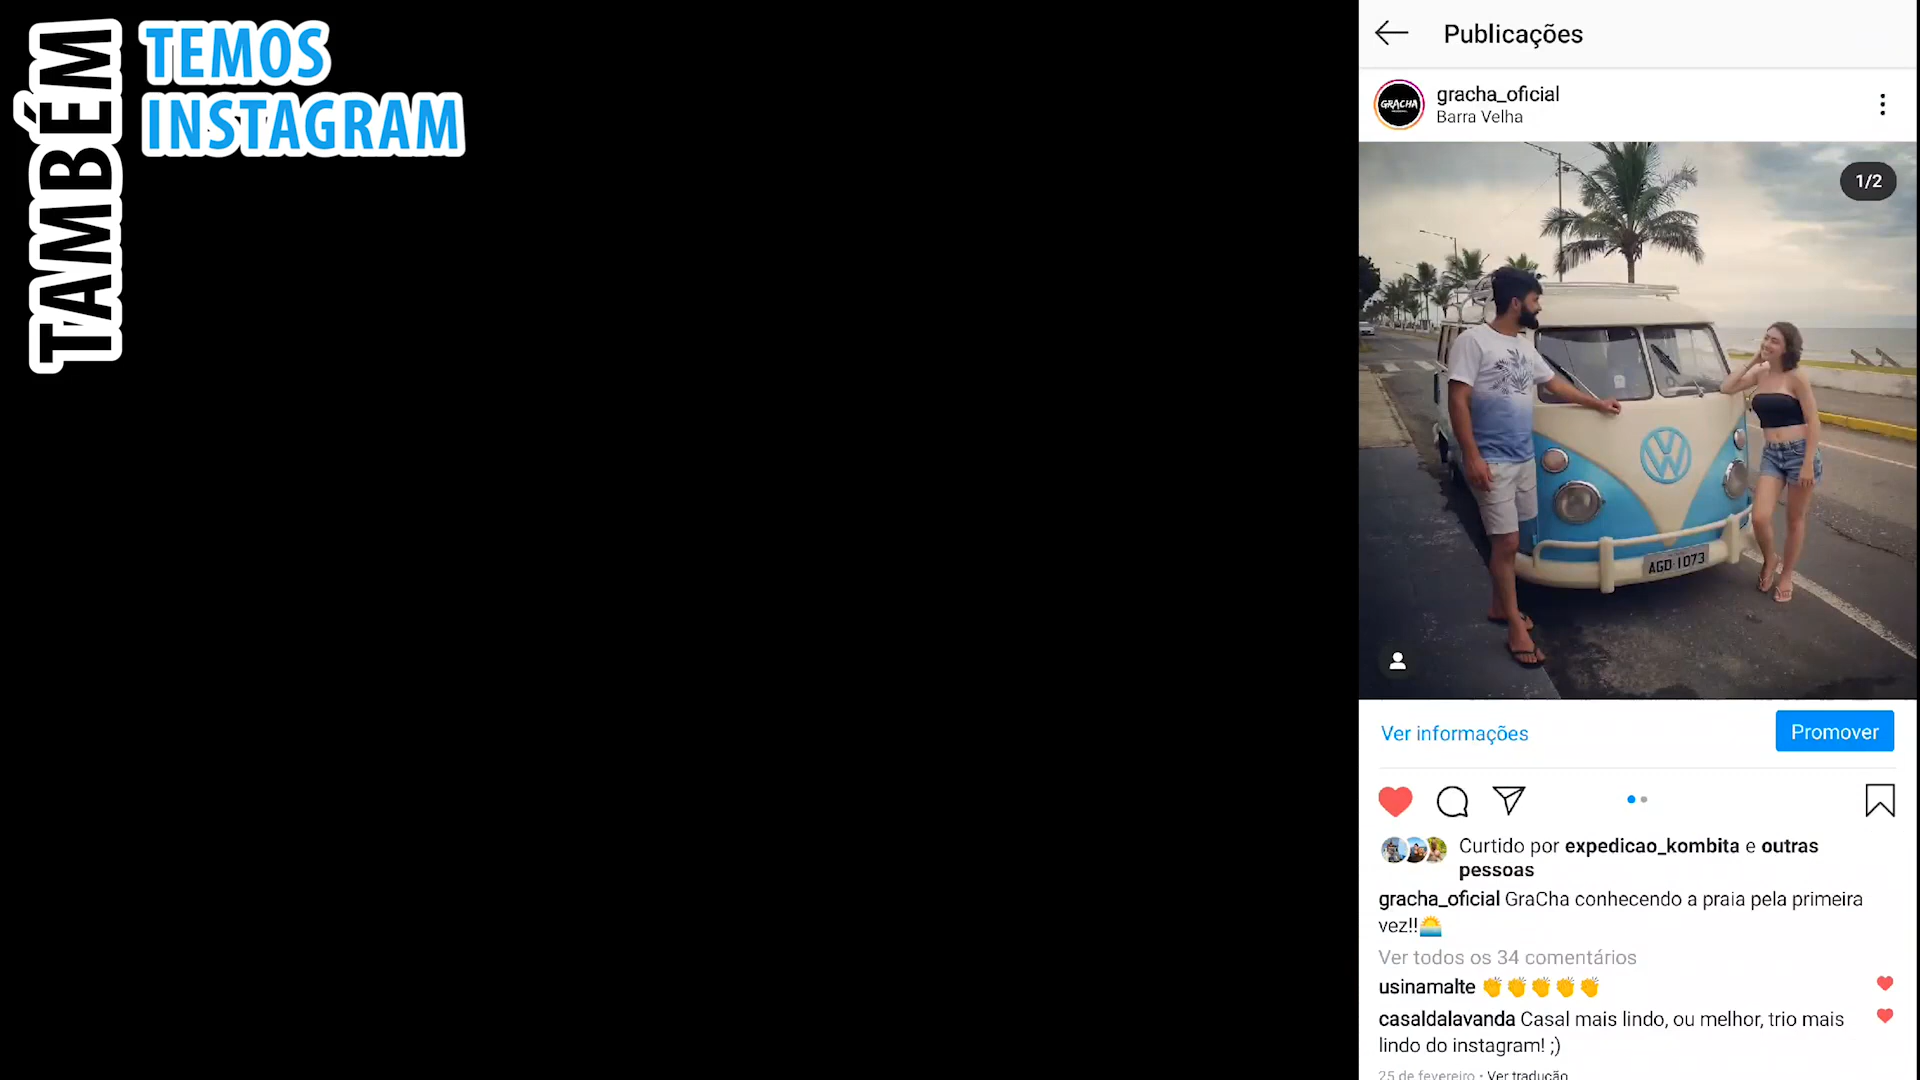 TAMBÉM
TEMOS
INSTAGRAM
Publicações
GRACHA
gracha_oficial
Barra Velha
1/2
AGD 1073
Ver informações
Promover
Curtido por expedicao_kombita e outras
pessoas
gracha_oficial GraCha conhecendo a praia pela primeira
vez!!🌅
Ver todos os 34 comentários
usinamalte 👏👏👏👏👏
casaldalavanda Casal mais lindo, ou melhor, trio mais
lindo do instagram! ;)
25 de fevereiro • Ver tradução